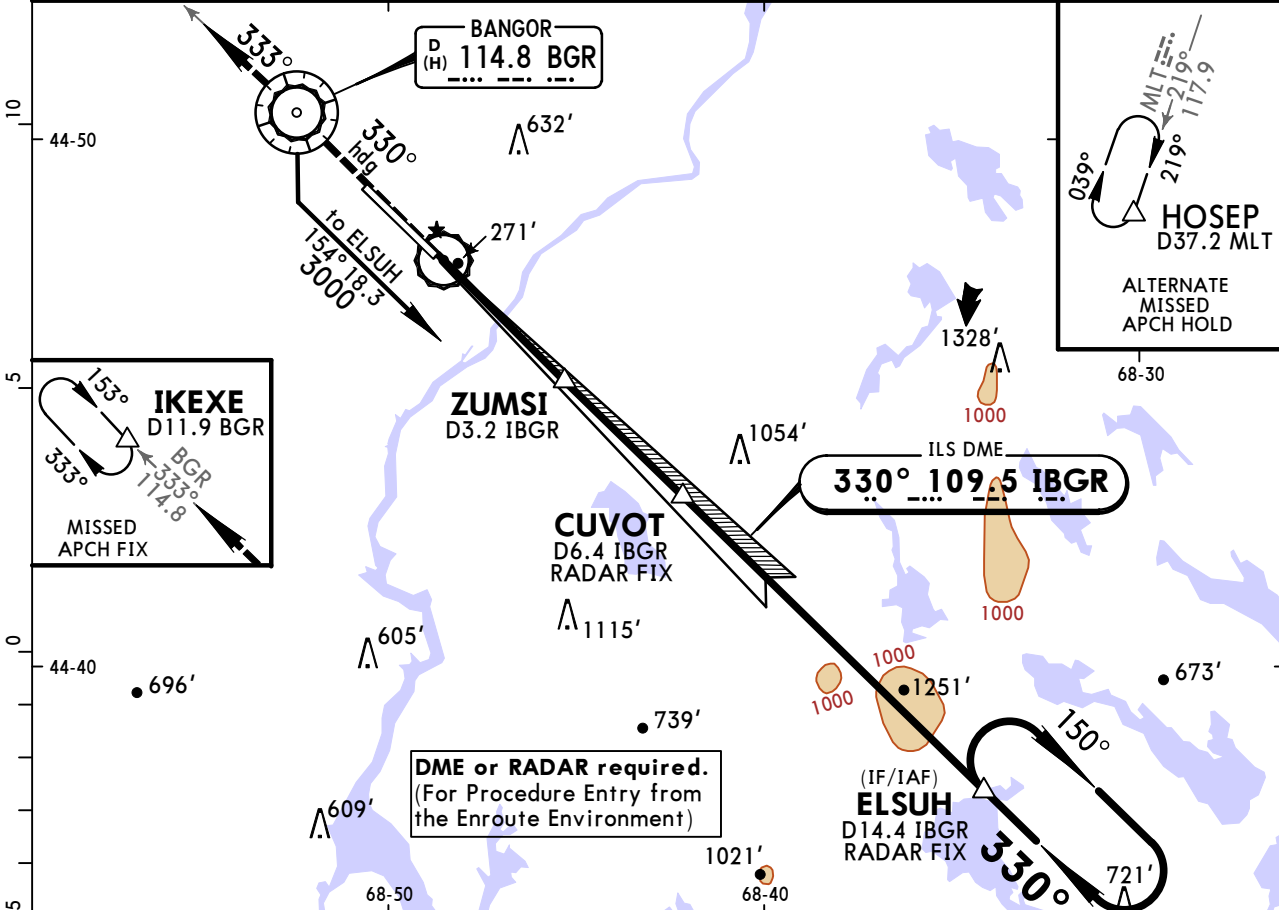 333°
BANGOR
D
(H) 114.8 BGR
330°
hdg
632'
10
44-50
271'
to ELSUH
154° 18.3
3000
MLT
219°
117.9
039°
219°
HOSEP
D37.2 MLT
ALTERNATE
MISSED
APCH HOLD
1328'
68-30
1000
5
153°
IKEXE
D11.9 BGR
333°
BGR
333°
114.8
MISSED
APCH FIX
ZUMSI
D3.2 IBGR
1054'
ILS DME
330° 109.5 IBGR
CUVOT
D6.4 IBGR
RADAR FIX
1000
1115'
605'
0
44-40
696'
1000
1000
1251'
673'
739'
DME or RADAR required.
(For Procedure Entry from
the Enroute Environment)
150°
(IF/IAF)
ELSUH
D14.4 IBGR
RADAR FIX
330°
609'
1021'
721'
5
68-50
68-40